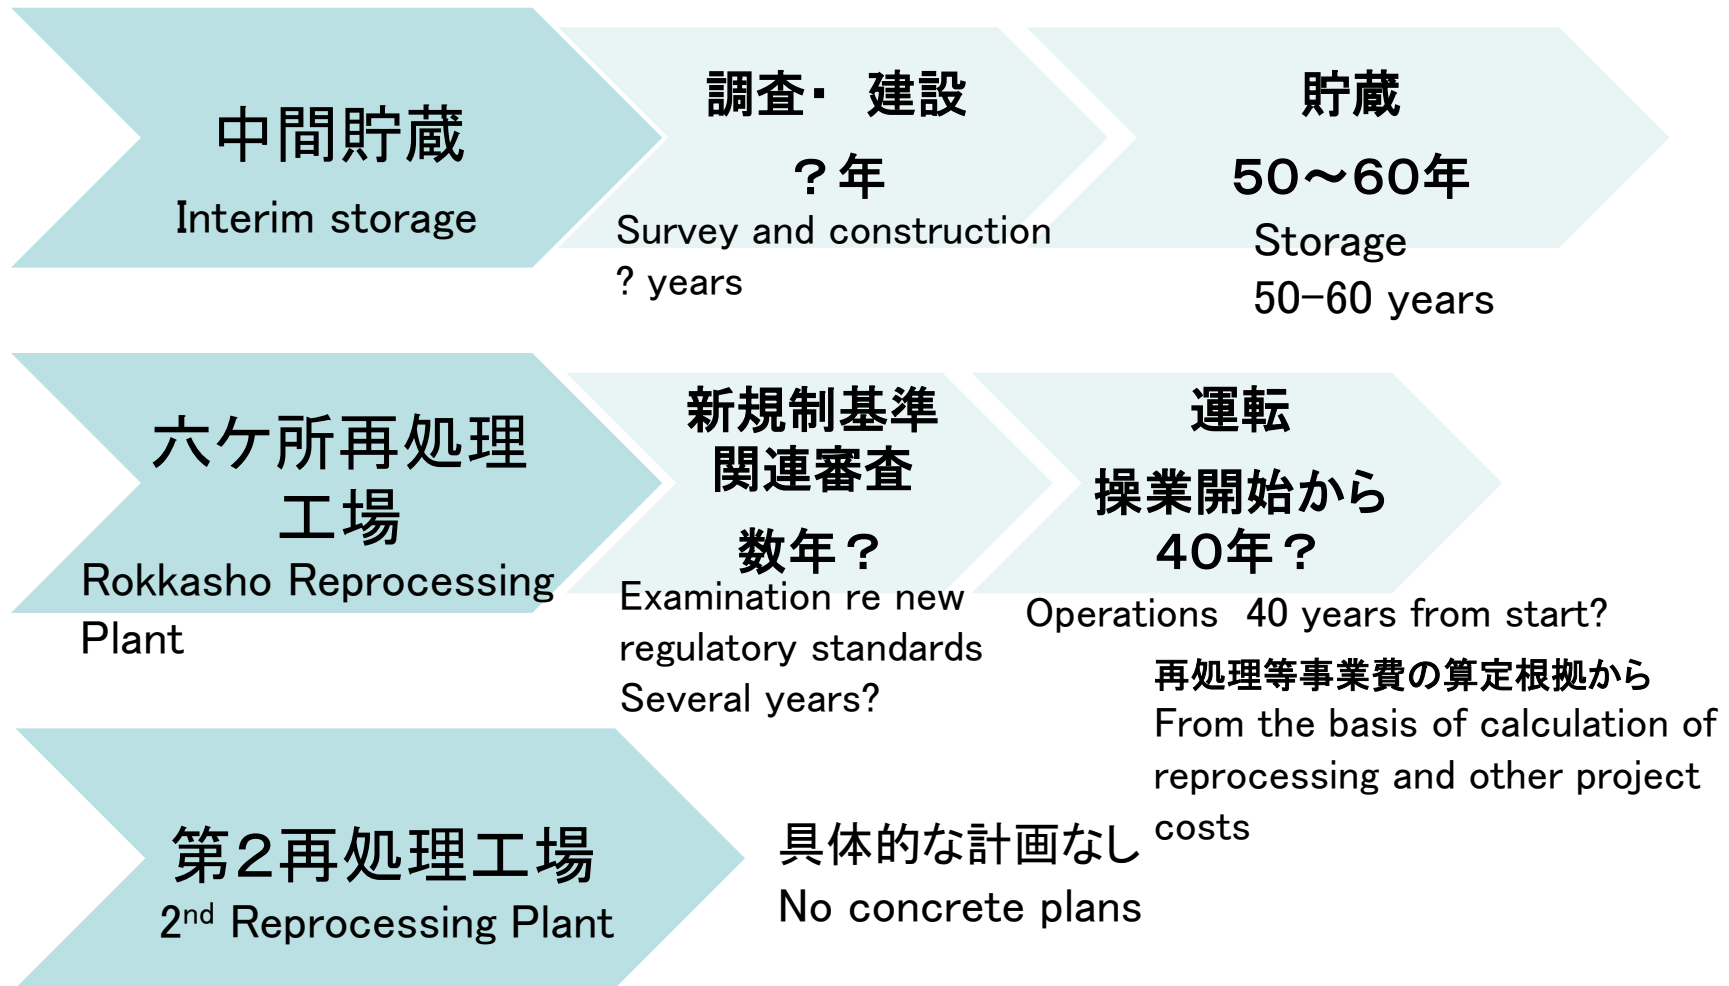 中間貯蔵
Interim storage
調査・ 建設
？年
Survey and construction
? years
貯蔵
５０～６０年
Storage
50-60 years
六ケ所再処理
工場
Rokkasho Reprocessing
Plant
新規制基準
関連審査
数年？
Examination re new
regulatory standards
Several years?
運転
操業開始から
４０年？
Operations 40 years from start?
再処理等事業費の算定根拠から
From the basis of calculation of
reprocessing and other project
costs
第２再処理工場
2nd Reprocessing Plant
具体的な計画なし
No concrete plans